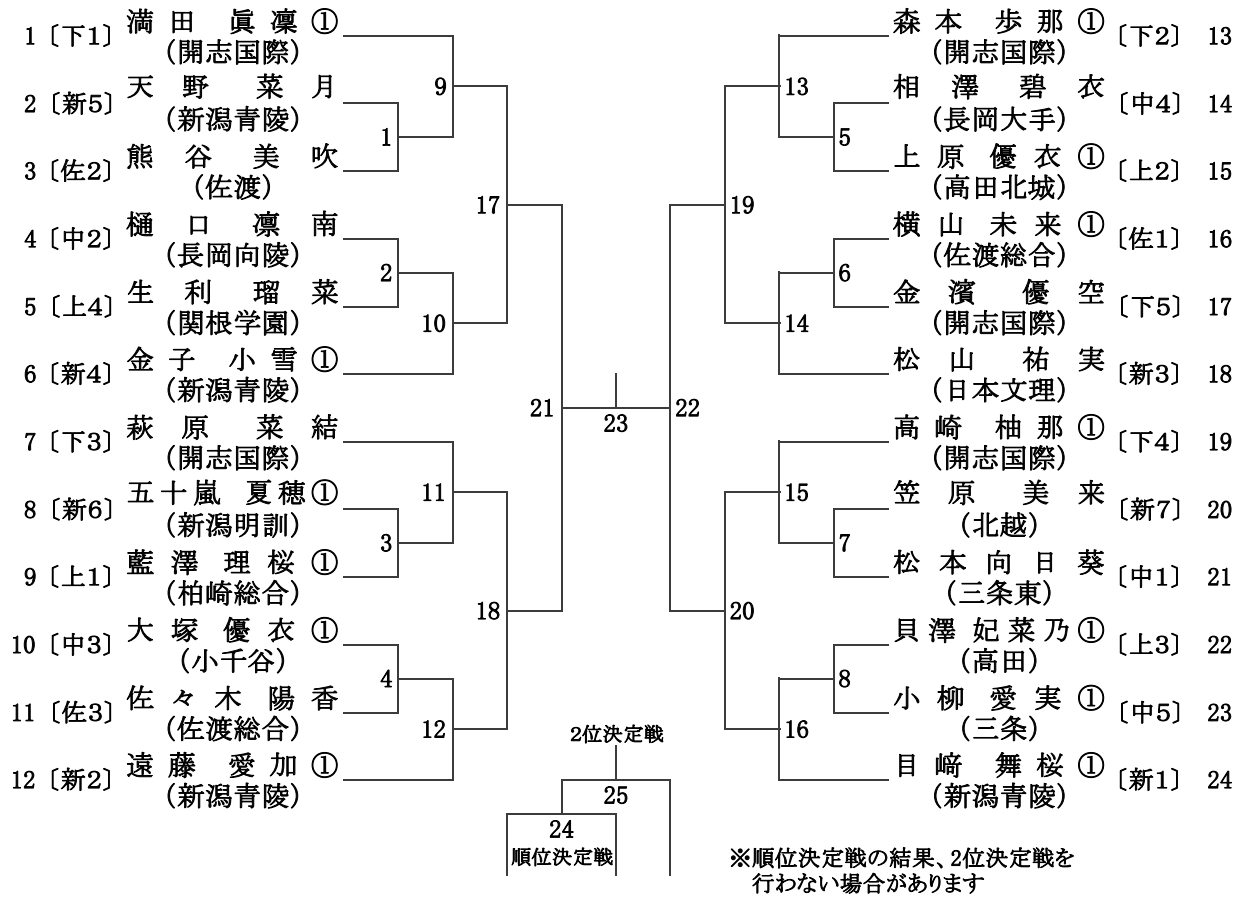 1〔下1〕満田 眞凜①
(開志国際)
2〔新5〕天野 菜月
(新潟青陵)
3〔佐2〕熊谷 美吹
(佐渡)
4〔中2〕樋口 凛南
(長岡向陵)
5〔上4〕生利 瑠菜
(関根学園)
6〔新4〕金子 小雪①
(新潟青陵)
7〔下3〕萩原 菜結
(開志国際)
8〔新6〕五十嵐 夏穂①
(新潟明訓)
9〔上1〕藍澤 理桜①
(柏崎総合)
10〔中3〕大塚 優衣①
(小千谷)
11〔佐3〕佐々木 陽香
(佐渡総合)
12〔新2〕遠藤 愛加①
(新潟青陵)
1
2
3
4
9
10
11
12
17
18
21
23
22
19
20
13
14
15
16
5
6
7
8
森本 歩那①〔下2〕13
(開志国際)
相澤 碧衣〔中4〕14
(長岡大手)
上原 優衣①〔上2〕15
(高田北城)
横山 未来①〔佐1〕16
(佐渡総合)
金濱 優空〔下5〕17
(開志国際)
松山 祐実〔新3〕18
(日本文理)
高崎 柚那①〔下4〕19
(開志国際)
笠原 美来〔新7〕20
(北越)
松本 向日葵〔中1〕21
(三条東)
貝澤 妃菜乃①〔上3〕22
(高田)
小柳 愛実①〔中5〕23
(三条)
目﨑 舞桜①〔新1〕24
(新潟青陵)
2位決定戦
25
24
順位決定戦
※順位決定戦の結果、2位決定戦を
行わない場合があります